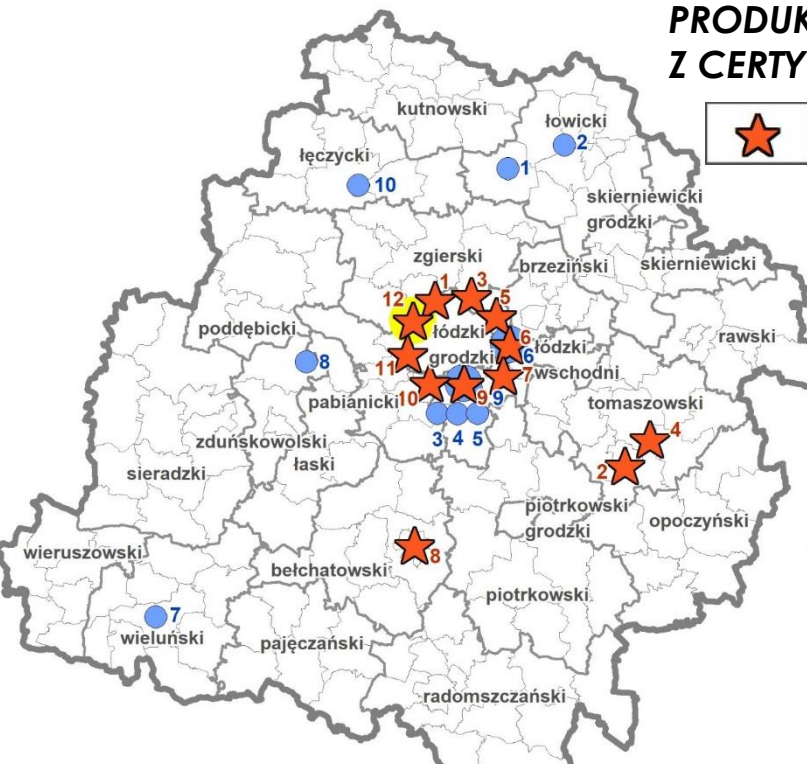 PRODUK
Z CERTY
kutnowski
łowicki
2
łęczycki
1
10
skierniewicki
grodzki
zgierski
brzeziński
skierniewicki
12
1
3
5
poddębicki
łódzki
6
łódzki
rawski
8
11
grodzki
6
wschodni
7
pabianicki
10
9
9
tomaszowski
3
4
5
4
zduńskowolski
łaski
2
sieradzki
piotrkowski
grodzki
opoczyński
wieruszowski
8
bełchatowski
piotrkowski
7
wieluński
pajęczański
radomszczański